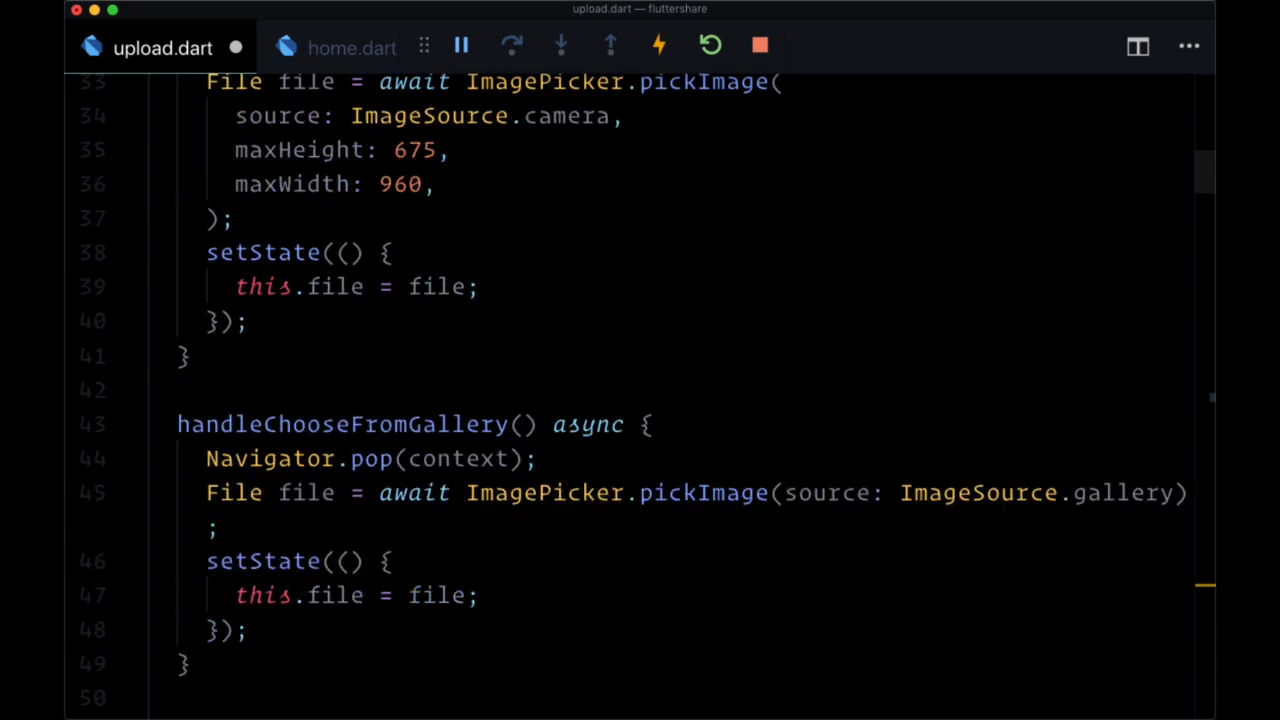 upload.dart — fluttershare
upload.dart home.dart
33 File file = await ImagePicker.pickImage(
34 source: ImageSource.camera,
35 maxHeight: 675,
36 maxWidth: 960,
37 );
38 setState(() {
39 this.file = file;
40 });
41 }
42
43 handleChooseFromGallery() async {
44 Navigator.pop(context);
45 File file = await ImagePicker.pickImage(source: ImageSource.gallery)
;
46 setState(() {
47 this.file = file;
48 });
49 }
50